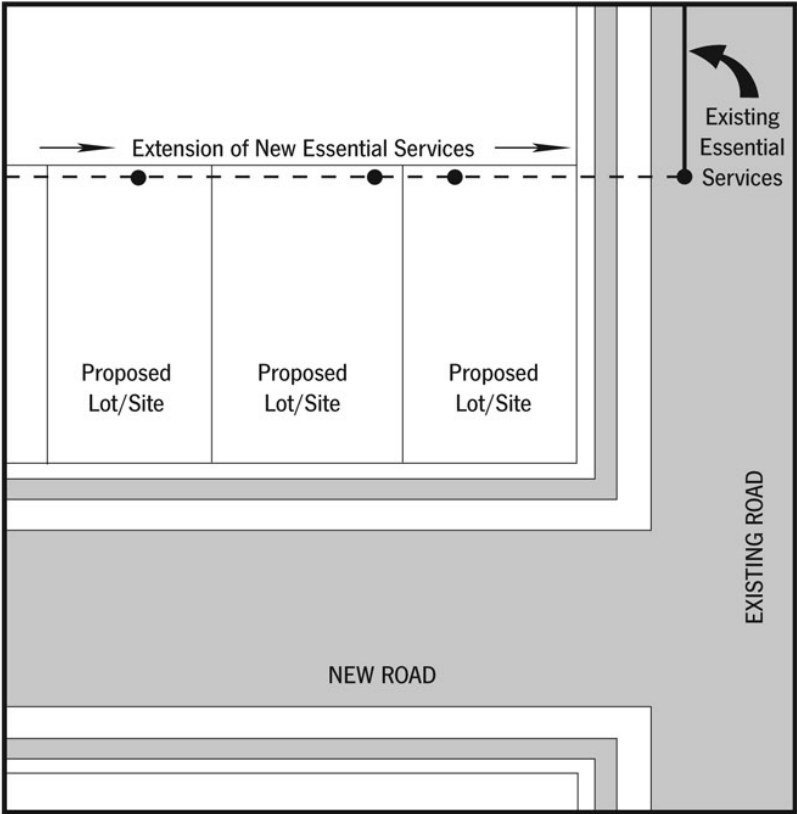 Existing
Essential
Services
Extension of New Essential Services
Proposed
Lot/Site
Proposed
Lot/Site
Proposed
Lot/Site
EXISTING ROAD
NEW ROAD